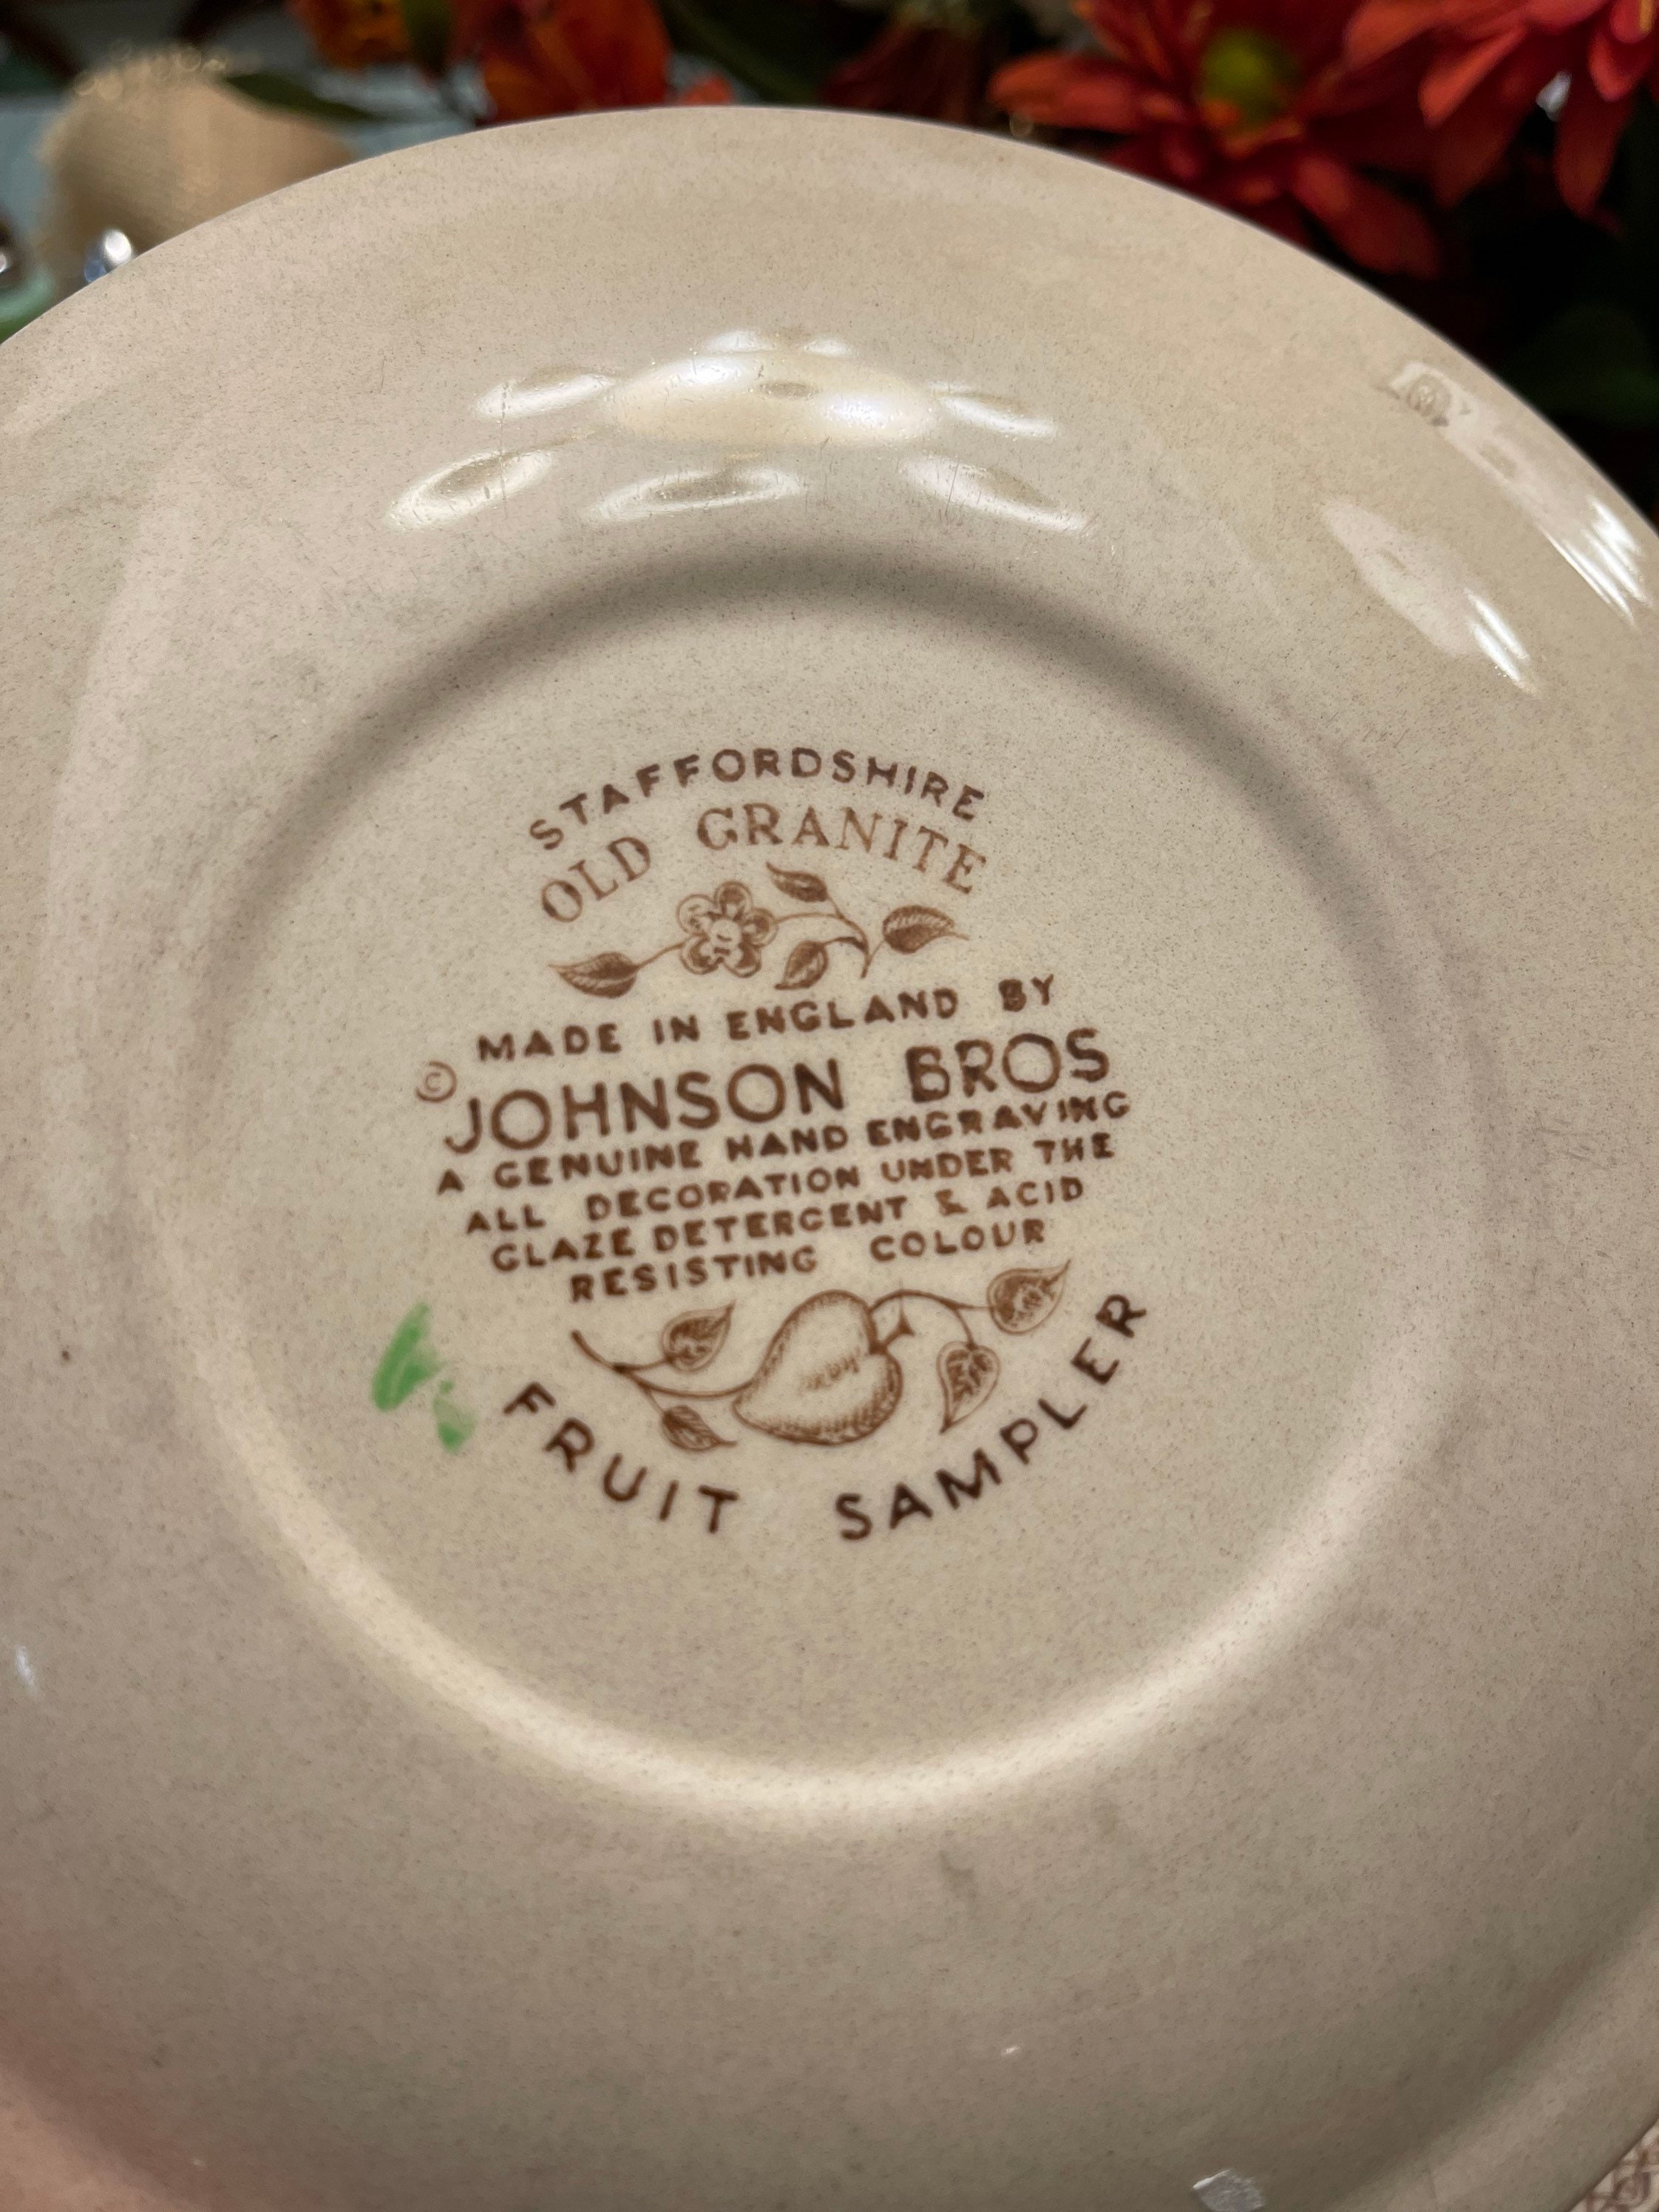 STAFFORDSHIRE
OLD GRANITE
MADE IN ENGLAND BY
© JOHNSON BROS
A GENUINE HAND ENGRAVING
ALL DECORATION UNDER THE
GLAZE DETERGENT & ACID
RESISTING COLOUR
FRUIT SAMPLER